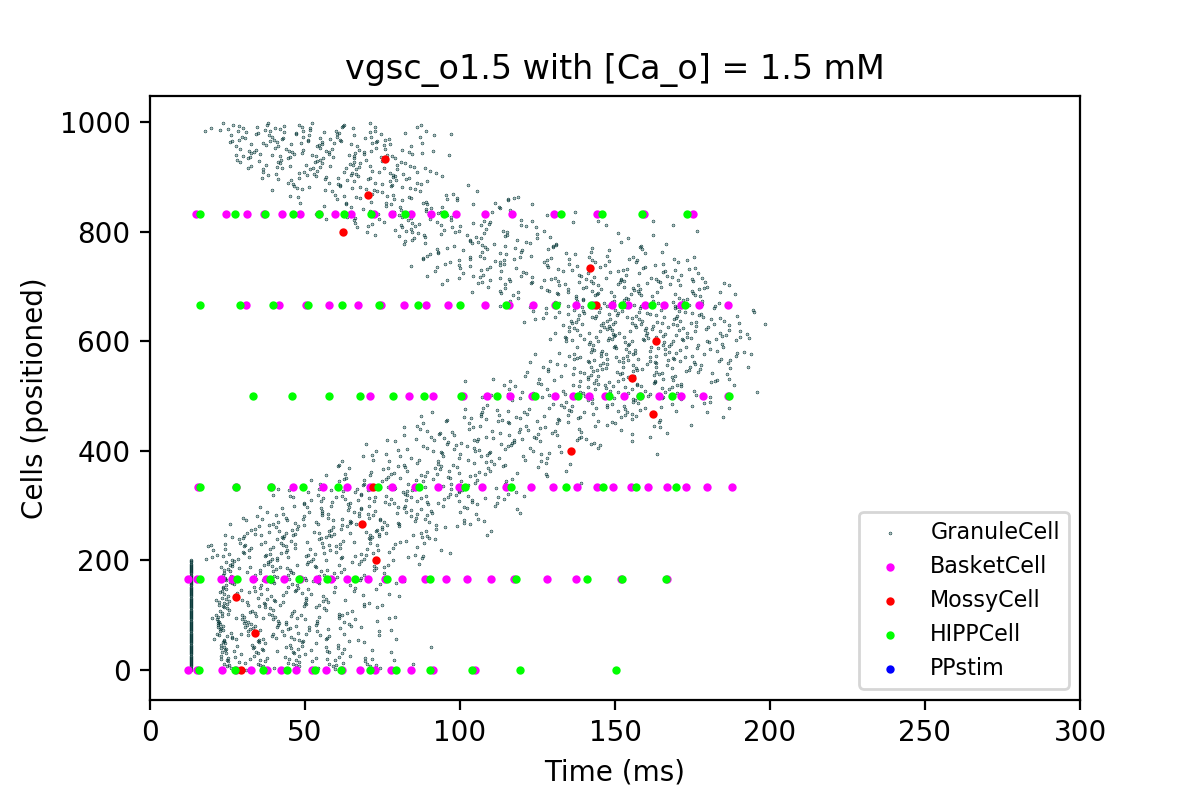 vgsc_o1.5 with [Ca_o] = 1.5 mM
Cells (positioned)
1000
800
600
400
200
0
GranuleCell
BasketCell
MossyCell
HIPPCell
PPstim
0 50 100 150 200 250 300
Time (ms)